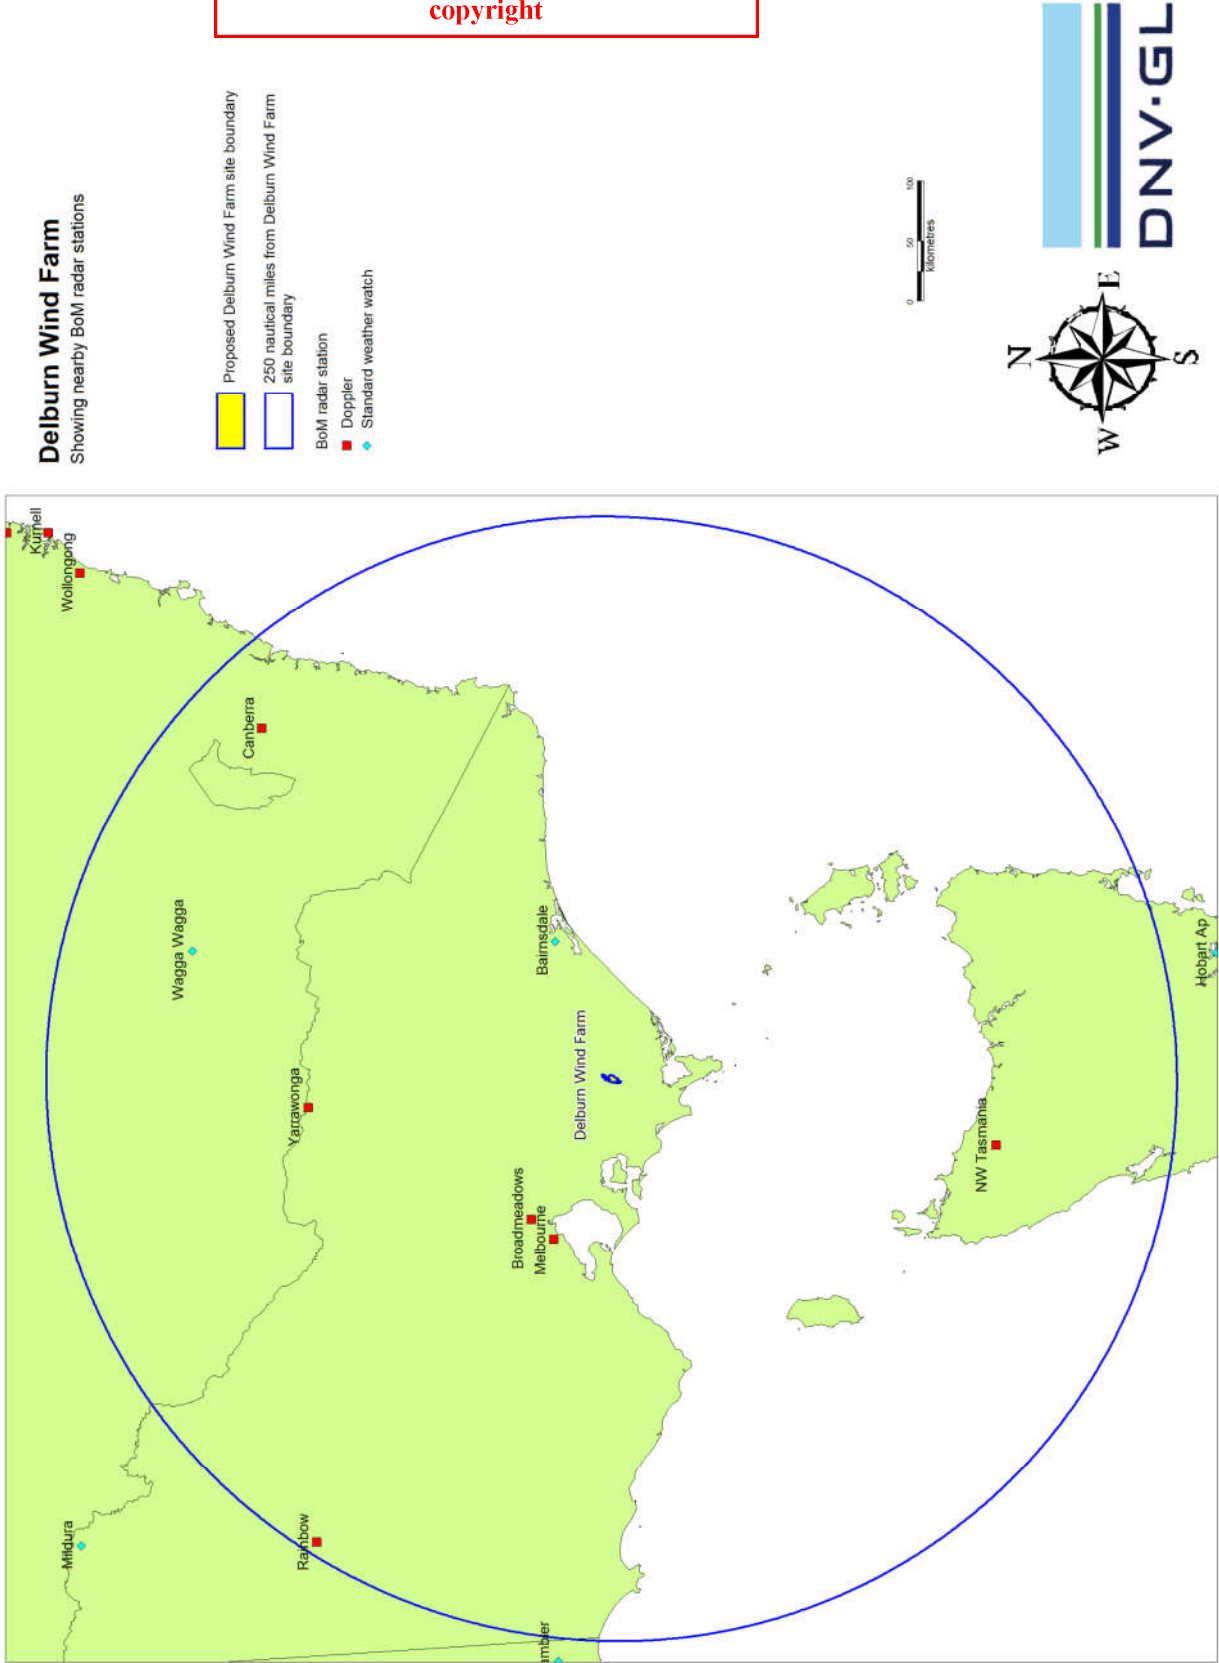 copyright
Delburn Wind Farm
Showing nearby BoM radar stations
Proposed Delburn Wind Farm site boundary
250 nautical miles from Delburn Wind Farm
site boundary
BoM radar station
Doppler
Standard weather watch
0 50 100
kilometres
N
W E
S
DNV·GL
Kurnell
Wollongong
Canberra
Wagga Wagga
Bairnsdale
Delburn Wind Farm
Yarrawonga
Broadmeadows
Melbourne
NW Tasmania
Hobart Ap
Mildura
Rainbow
ambier